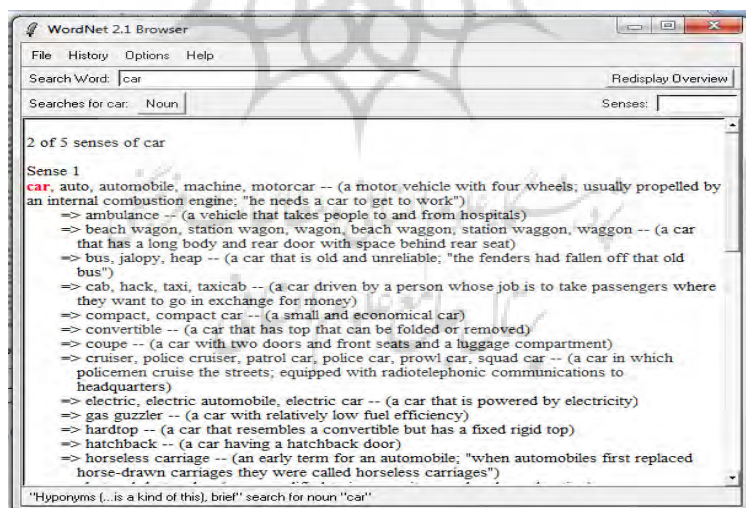 WordNet 2.1 Browser
File History Options Help
Search Word: car
Redisplay Overview
Searches for car: Noun
Senses:
2 of 5 senses of car
Sense 1
car, auto, automobile, machine, motorcar -- (a motor vehicle with four wheels; usually propelled by
an internal combustion engine; "he needs a car to get to work")
=> ambulance -- (a vehicle that takes people to and from hospitals)
=> beach wagon, station wagon, wagon, beach waggon, station waggon, waggon -- (a car
that has a long body and rear door with space behind rear seat)
=> bus, jalopy, heap -- (a car that is old and unreliable; "the fenders had fallen off that old
bus")
=> cab, hack, taxi, taxicab -- (a car driven by a person whose job is to take passengers where
they want to go in exchange for money)
=> compact, compact car -- (a small and economical car)
=> convertible -- (a car that has top that can be folded or removed)
=> coupe -- (a car with two doors and front seats and a luggage compartment)
=> cruiser, police cruiser, patrol car, police car, prowl car, squad car -- (a car in which
policemen cruise the streets; equipped with radiotelephonic communications to
headquarters)
=> electric, electric automobile, electric car -- (a car that is powered by electricity)
=> gas guzzler -- (a car with relatively low fuel efficiency)
=> hardtop -- (a car that resembles a convertible but has a fixed rigid top)
=> hatchback -- (a car having a hatchback door)
=> horseless carriage -- (an early term for an automobile; "when automobiles first replaced
horse-drawn carriages they were called horseless carriages")
"Hyponyms (...is a kind of this), brief" search for noun "car"